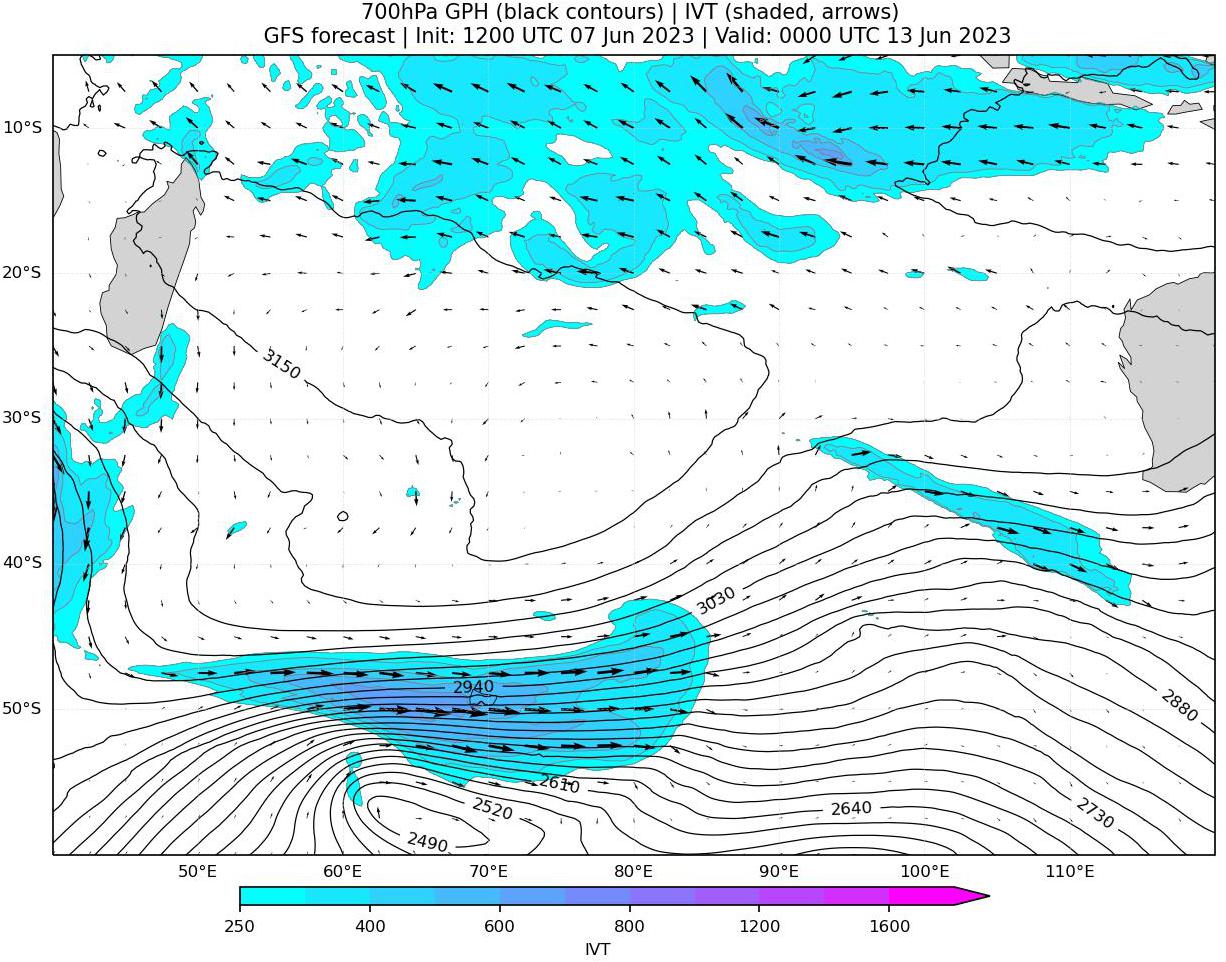 700hPa GPH (black contours) | IVT (shaded, arrows)
GFS forecast | Init: 1200 UTC 07 Jun 2023 | Valid: 0000 UTC 13 Jun 2023
10°S
20°S
3150
30°S
40°S
3030
2940
2880
50°S
2610
2520
2640
2730
2490
50°E 60°E 70°E 80°E 90°E 100°E 110°E
250 400 600 800 1200 1600
IVT